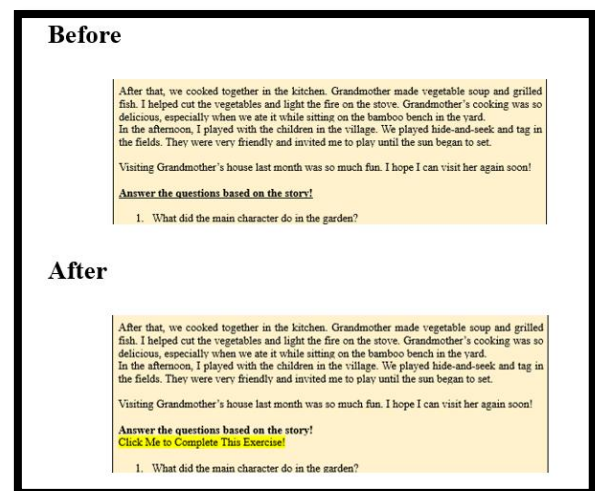 Before
After that, we cooked together in the kitchen. Grandmother made vegetable soup and grilled
fish. I helped cut the vegetables and light the fire on the stove. Grandmother's cooking was so
delicious, especially when we ate it while sitting on the bamboo bench in the yard.
In the afternoon, I played with the children in the village. We played hide-and-seek and tag in
the fields. They were very friendly and invited me to play until the sun began to set.
Visiting Grandmother's house last month was so much fun. I hope I can visit her again soon!
Answer the questions based on the story!
1. What did the main character do in the garden?
After
After that, we cooked together in the kitchen. Grandmother made vegetable soup and grilled
fish. I helped cut the vegetables and light the fire on the stove. Grandmother's cooking was so
delicious, especially when we ate it while sitting on the bamboo bench in the yard.
In the afternoon, I played with the children in the village. We played hide-and-seek and tag in
the fields. They were very friendly and invited me to play until the sun began to set.
Visiting Grandmother's house last month was so much fun. I hope I can visit her again soon!
Answer the questions based on the story!
Click Me to Complete This Exercise!
1. What did the main character do in the garden?